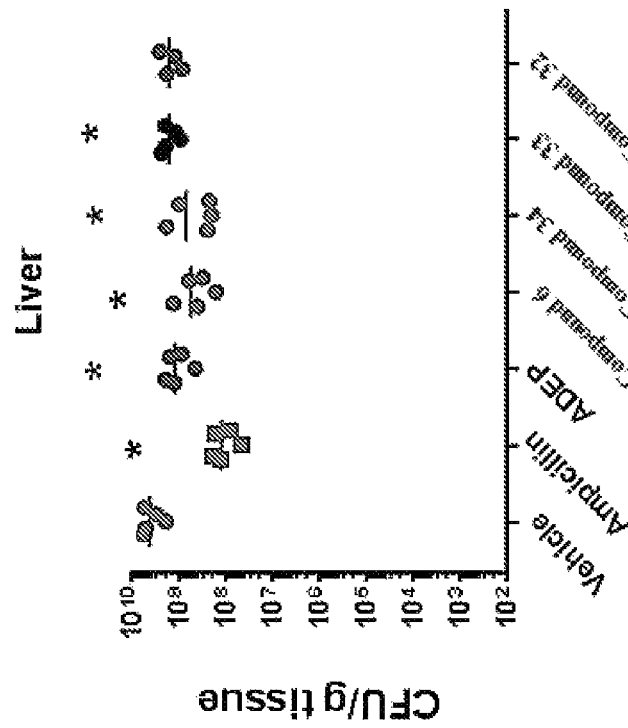 Liver
* * * * *
CFU/g tissue
10^10
10^9
10^8
10^7
10^6
10^5
10^4
10^3
10^2
Vehicle
Ampicillin
ADEP
Compound 6
Compound 34
Compound 33
Compound 32